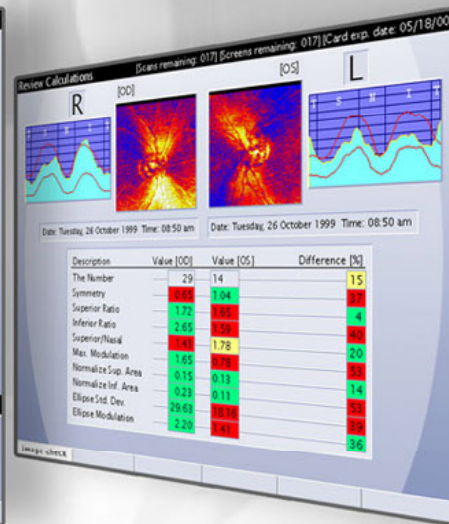 Review Calculations [Scans remaining: 017] [Screens remaining: 017] [Card exp. date: 05/18/00
R [OD] [OS] L
T S N I T
T S N I T
Date: Tuesday, 26 October 1999 Time: 08:50 am
Date: Tuesday, 26 October 1999 Time: 08:50 am
Description Value [OD] Value [OS] Difference [%]
The Number 29 14 15
Symmetry 0.65 1.04 37
Superior Ratio 1.72 1.65 4
Inferior Ratio 2.65 1.59 40
Superior/Nasal 1.43 1.78 20
Max. Modulation 1.65 0.78 53
Normalize Sup. Area 0.15 0.13 14
Normalize Inf. Area 0.23 0.11 53
Ellipse Std. Dev. 29.63 18.16 39
Ellipse Modulation 2.20 1.41 36
Image check